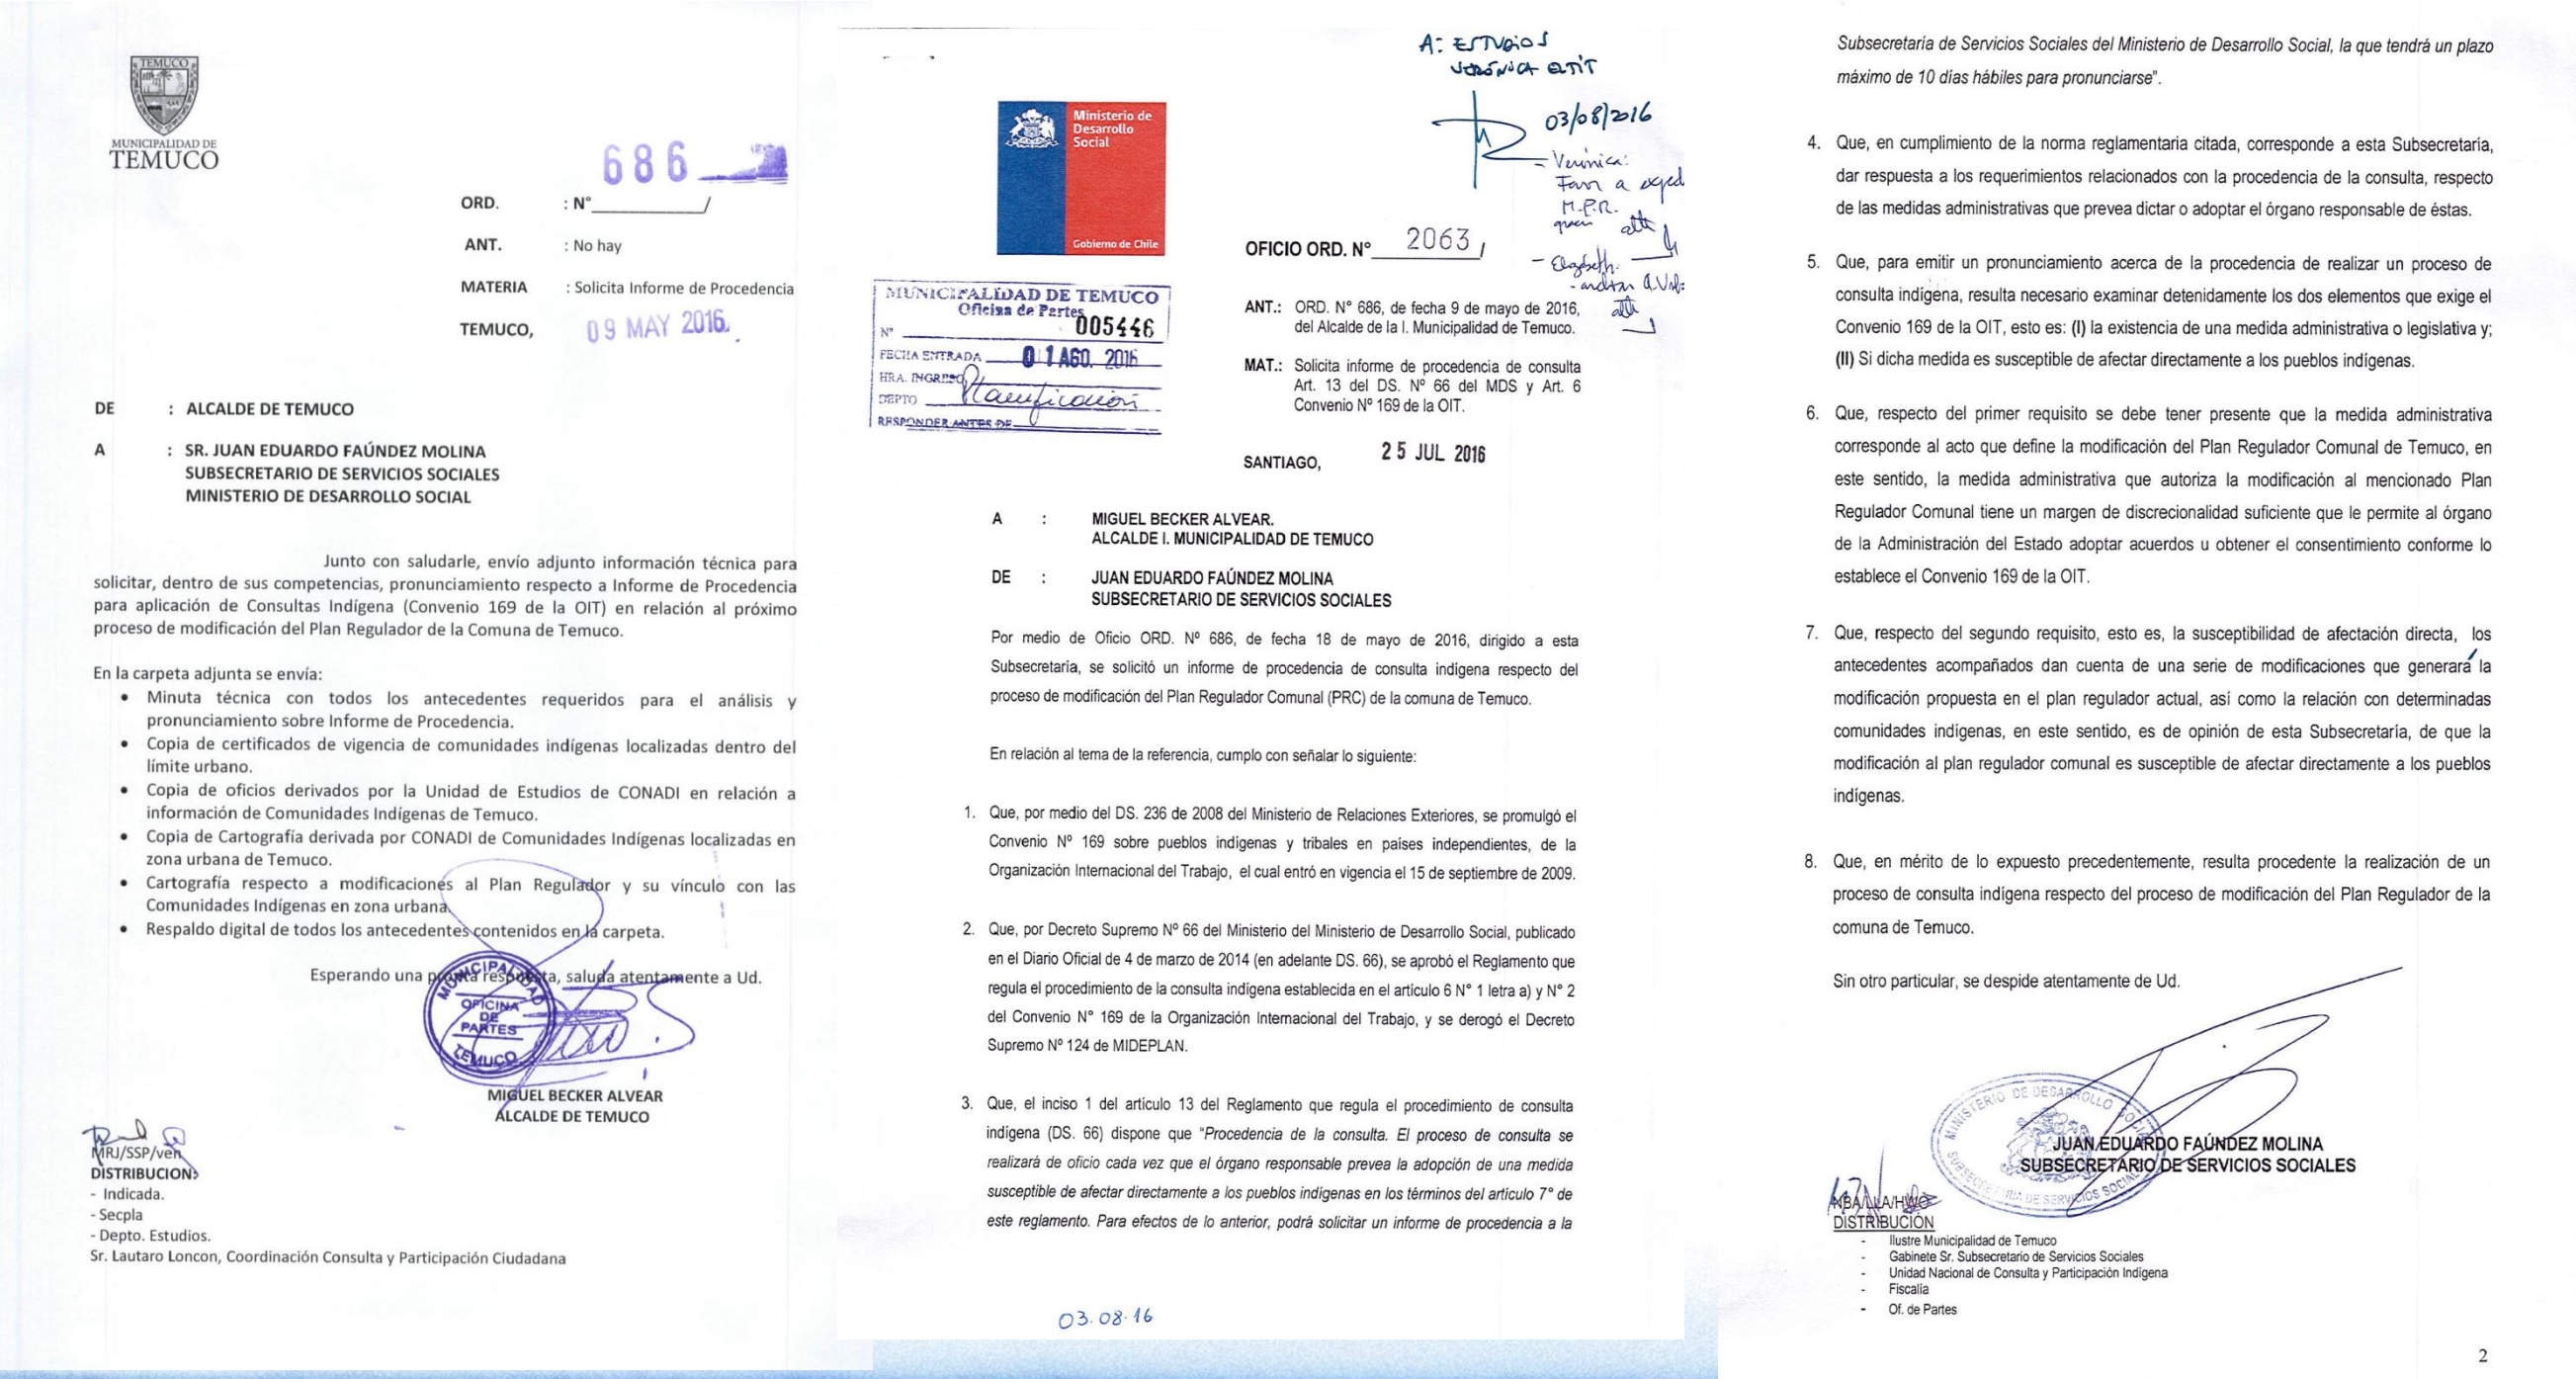 TEMUCO
MUNICIPALIDAD DE
TEMUCO
686
ORD. : N°__________/
ANT. : No hay
MATERIA : Solicita Informe de Procedencia
TEMUCO, 09 MAY 2016
DE : ALCALDE DE TEMUCO
A : SR. JUAN EDUARDO FAÚNDEZ MOLINA
SUBSECRETARIO DE SERVICIOS SOCIALES
MINISTERIO DE DESARROLLO SOCIAL
Junto con saludarle, envío adjunto información técnica para
solicitar, dentro de sus competencias, pronunciamiento respecto a Informe de Procedencia
para aplicación de Consultas Indígena (Convenio 169 de la OIT) en relación al próximo
proceso de modificación del Plan Regulador de la Comuna de Temuco.
En la carpeta adjunta se envía:
• Minuta técnica con todos los antecedentes requeridos para el análisis y
pronunciamiento sobre Informe de Procedencia.
• Copia de certificados de vigencia de comunidades indígenas localizadas dentro del
límite urbano.
• Copia de oficios derivados por la Unidad de Estudios de CONADI en relación a
información de Comunidades Indígenas de Temuco.
• Copia de Cartografía derivada por CONADI de Comunidades Indígenas localizadas en
zona urbana de Temuco.
• Cartografía respecto a modificaciones al Plan Regulador y su vínculo con las
Comunidades Indígenas en zona urbana.
• Respaldo digital de todos los antecedentes contenidos en la carpeta.
Esperando una pronta respuesta, saluda atentamente a Ud.
MUNICIPALIDAD
OFICINA
DE
PARTES
TEMUCO
MIGUEL BECKER ALVEAR
ALCALDE DE TEMUCO
MRJ/SSP/ven
DISTRIBUCION:
- Indicada.
- Secpla
- Depto. Estudios.
Sr. Lautaro Loncon, Coordinación Consulta y Participación Ciudadana
A: ESTUDIOS
VERÓNICA ELTIT
03/08/2016
- Verónica:
M.P.R.
- Elizabeth.
Ministerio de
Desarrollo
Social
Gobierno de Chile
MUNICIPALIDAD DE TEMUCO
Oficina de Partes
N° 005446
FECHA ENTRADA 01 AGO. 2016
HRA. INGRESO
DEPTO Planificación
RESPONDER ANTES DE
OFICIO ORD. N° 2063/
ANT.: ORD. N° 686, de fecha 9 de mayo de 2016,
del Alcalde de la I. Municipalidad de Temuco.
MAT.: Solicita informe de procedencia de consulta
Art. 13 del DS. Nº 66 del MDS y Art. 6
Convenio Nº 169 de la OIT.
SANTIAGO, 25 JUL 2016
A : MIGUEL BECKER ALVEAR.
ALCALDE I. MUNICIPALIDAD DE TEMUCO
DE : JUAN EDUARDO FAÚNDEZ MOLINA
SUBSECRETARIO DE SERVICIOS SOCIALES
Por medio de Oficio ORD. Nº 686, de fecha 18 de mayo de 2016, dirigido a esta
Subsecretaría, se solicitó un informe de procedencia de consulta indígena respecto del
proceso de modificación del Plan Regulador Comunal (PRC) de la comuna de Temuco.
En relación al tema de la referencia, cumplo con señalar lo siguiente:
1. Que, por medio del DS. 236 de 2008 del Ministerio de Relaciones Exteriores, se promulgó el
Convenio Nº 169 sobre pueblos indígenas y tribales en países independientes, de la
Organización Internacional del Trabajo, el cual entró en vigencia el 15 de septiembre de 2009.
2. Que, por Decreto Supremo Nº 66 del Ministerio del Ministerio de Desarrollo Social, publicado
en el Diario Oficial de 4 de marzo de 2014 (en adelante DS. 66), se aprobó el Reglamento que
regula el procedimiento de la consulta indígena establecida en el artículo 6 N° 1 letra a) y N° 2
del Convenio N° 169 de la Organización Internacional del Trabajo, y se derogó el Decreto
Supremo Nº 124 de MIDEPLAN.
3. Que, el inciso 1 del artículo 13 del Reglamento que regula el procedimiento de consulta
indígena (DS. 66) dispone que "Procedencia de la consulta. El proceso de consulta se
realizará de oficio cada vez que el órgano responsable prevea la adopción de una medida
susceptible de afectar directamente a los pueblos indígenas en los términos del artículo 7° de
este reglamento. Para efectos de lo anterior, podrá solicitar un informe de procedencia a la
03.08.16
Subsecretaría de Servicios Sociales del Ministerio de Desarrollo Social, la que tendrá un plazo
máximo de 10 días hábiles para pronunciarse".
4. Que, en cumplimiento de la norma reglamentaria citada, corresponde a esta Subsecretaría,
dar respuesta a los requerimientos relacionados con la procedencia de la consulta, respecto
de las medidas administrativas que prevea dictar o adoptar el órgano responsable de éstas.
5. Que, para emitir un pronunciamiento acerca de la procedencia de realizar un proceso de
consulta indígena, resulta necesario examinar detenidamente los dos elementos que exige el
Convenio 169 de la OIT, esto es: (I) la existencia de una medida administrativa o legislativa y;
(II) Si dicha medida es susceptible de afectar directamente a los pueblos indígenas.
6. Que, respecto del primer requisito se debe tener presente que la medida administrativa
corresponde al acto que define la modificación del Plan Regulador Comunal de Temuco, en
este sentido, la medida administrativa que autoriza la modificación al mencionado Plan
Regulador Comunal tiene un margen de discrecionalidad suficiente que le permite al órgano
de la Administración del Estado adoptar acuerdos u obtener el consentimiento conforme lo
establece el Convenio 169 de la OIT.
7. Que, respecto del segundo requisito, esto es, la susceptibilidad de afectación directa, los
antecedentes acompañados dan cuenta de una serie de modificaciones que generará la
modificación propuesta en el plan regulador actual, así como la relación con determinadas
comunidades indígenas, en este sentido, es de opinión de esta Subsecretaría, de que la
modificación al plan regulador comunal es susceptible de afectar directamente a los pueblos
indígenas.
8. Que, en mérito de lo expuesto precedentemente, resulta procedente la realización de un
proceso de consulta indígena respecto del proceso de modificación del Plan Regulador de la
comuna de Temuco.
Sin otro particular, se despide atentamente de Ud.
MINISTERIO DE DESARROLLO SOCIAL
SUBSECRETARIA DE SERVICIOS SOCIALES
JUAN EDUARDO FAÚNDEZ MOLINA
SUBSECRETARIO DE SERVICIOS SOCIALES
DISTRIBUCIÓN
- Ilustre Municipalidad de Temuco
- Gabinete Sr. Subsecretario de Servicios Sociales
- Unidad Nacional de Consulta y Participación Indígena
- Fiscalía
- Of. de Partes
2